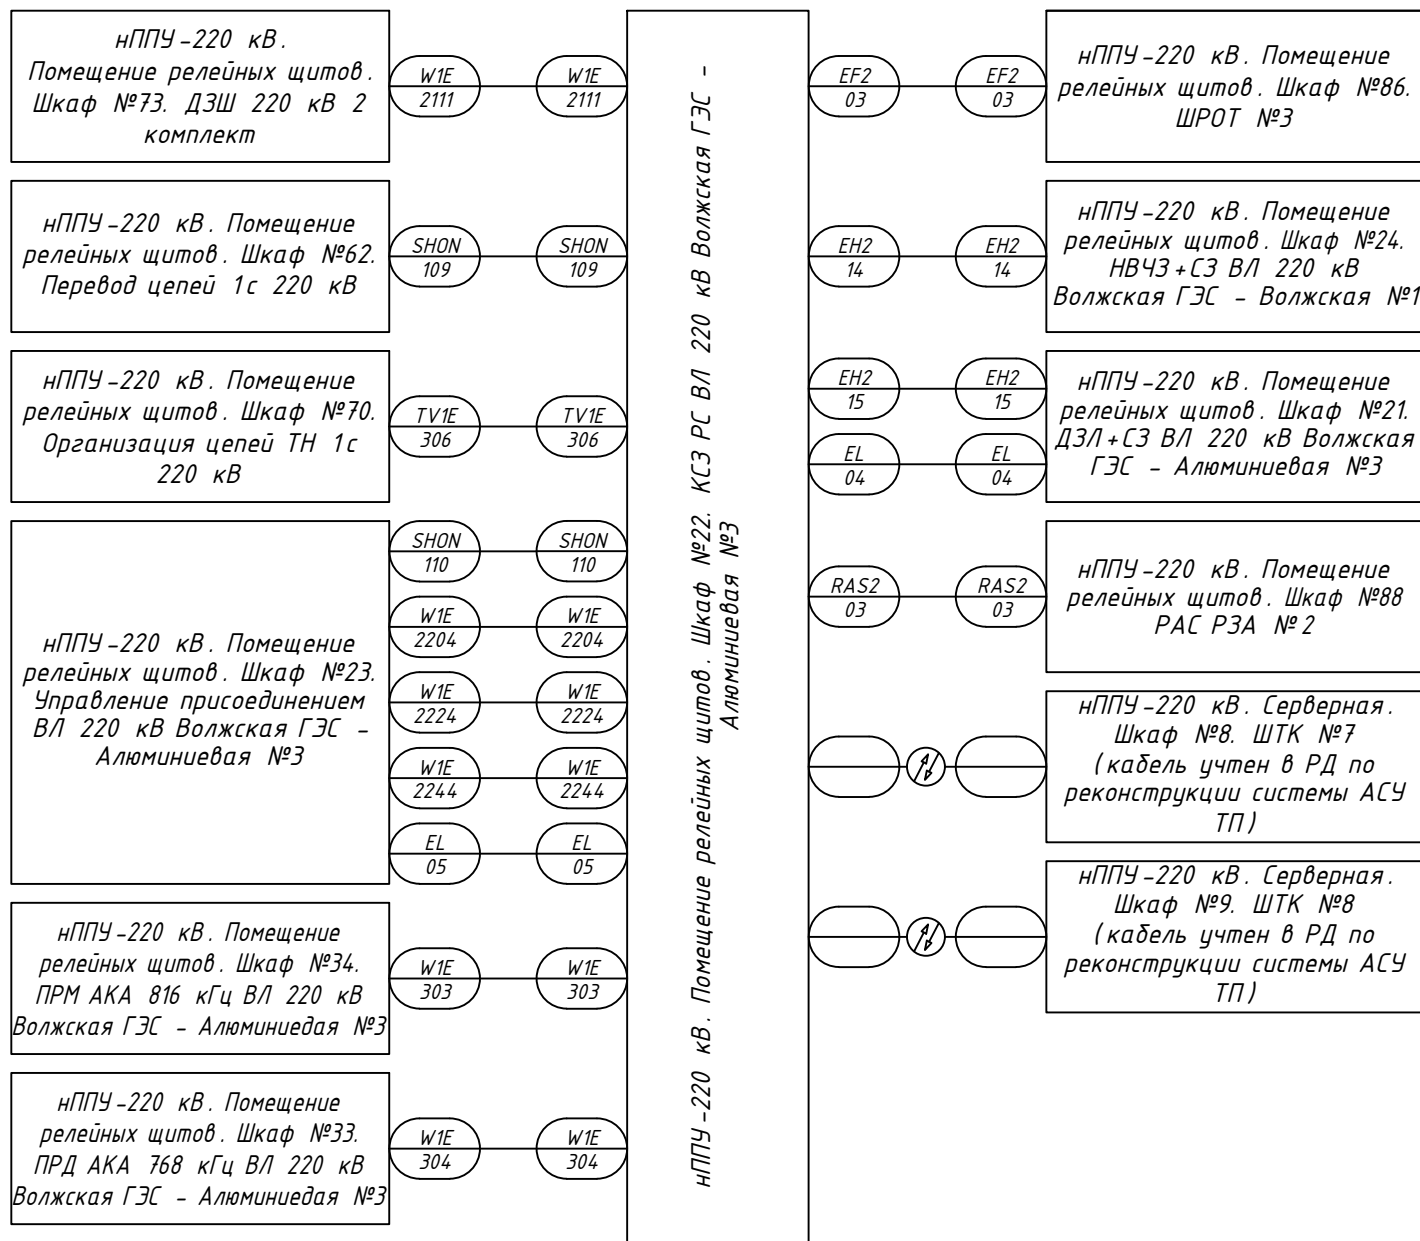 нППУ-220 кВ.
Помещение релейных щитов.
Шкаф №73. ДЗШ 220 кВ 2
комплект
W1E
2111
W1E
2111
нППУ-220 кВ. Помещение
релейных щитов. Шкаф №62.
Перевод цепей 1с 220 кВ
SHON
109
SHON
109
нППУ-220 кВ. Помещение
релейных щитов. Шкаф №70.
Организация цепей ТН 1с
220 кВ
TV1E
306
TV1E
306
нППУ-220 кВ. Помещение
релейных щитов. Шкаф №23.
Управление присоединением
ВЛ 220 кВ Волжская ГЭС –
Алюминиевая №3
SHON
110
SHON
110
W1E
2204
W1E
2204
W1E
2224
W1E
2224
W1E
2244
W1E
2244
EL
05
EL
05
нППУ-220 кВ. Помещение
релейных щитов. Шкаф №34.
ПРМ АКА 816 кГц ВЛ 220 кВ
Волжская ГЭС – Алюминиедая №3
W1E
303
W1E
303
нППУ-220 кВ. Помещение
релейных щитов. Шкаф №33.
ПРД АКА 768 кГц ВЛ 220 кВ
Волжская ГЭС – Алюминиедая №3
W1E
304
W1E
304
нППУ-220 кВ. Помещение релейных щитов. Шкаф №22. КСЗ РС ВЛ 220 кВ Волжская ГЭС –
Алюминиевая №3
EF2
03
EF2
03
нППУ-220 кВ. Помещение
релейных щитов. Шкаф №86.
ШРОТ №3
EH2
14
EH2
14
нППУ-220 кВ. Помещение
релейных щитов. Шкаф №24.
НВЧЗ+СЗ ВЛ 220 кВ
Волжская ГЭС – Волжская №1
EH2
15
EH2
15
EL
04
EL
04
нППУ-220 кВ. Помещение
релейных щитов. Шкаф №21.
ДЗЛ+СЗ ВЛ 220 кВ Волжская
ГЭС – Алюминиевая №3
RAS2
03
RAS2
03
нППУ-220 кВ. Помещение
релейных щитов. Шкаф №88
РАС РЗА №2
нППУ-220 кВ. Серверная.
Шкаф №8. ШТК №7
(кабель учтен в РД по
реконструкции системы АСУ
ТП)
нППУ-220 кВ. Серверная.
Шкаф №9. ШТК №8
(кабель учтен в РД по
реконструкции системы АСУ
ТП)